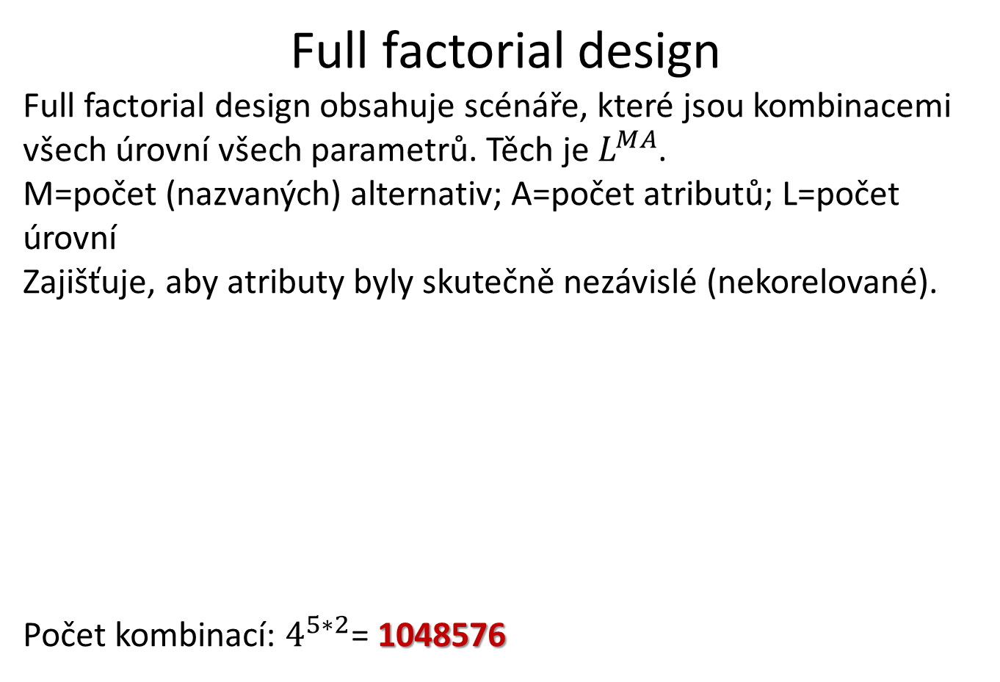 Full factorial design
Full factorial design obsahuje scénáře, které jsou kombinacemi
všech úrovní všech parametrů. Těch je $L^{MA}$.
M=počet (nazvaných) alternativ; A=počet atributů; L=počet
úrovní
Zajišťuje, aby atributy byly skutečně nezávislé (nekorelované).
Počet kombinací: $4^{5*2}$= 1048576